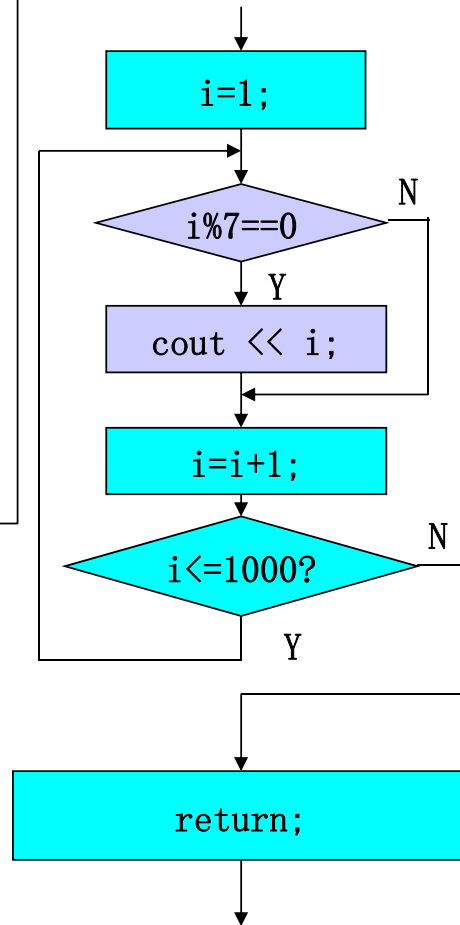 i=1;
N
i%7==0
Y
cout << i;
i=i+1;
N
i<=1000?
Y
return;